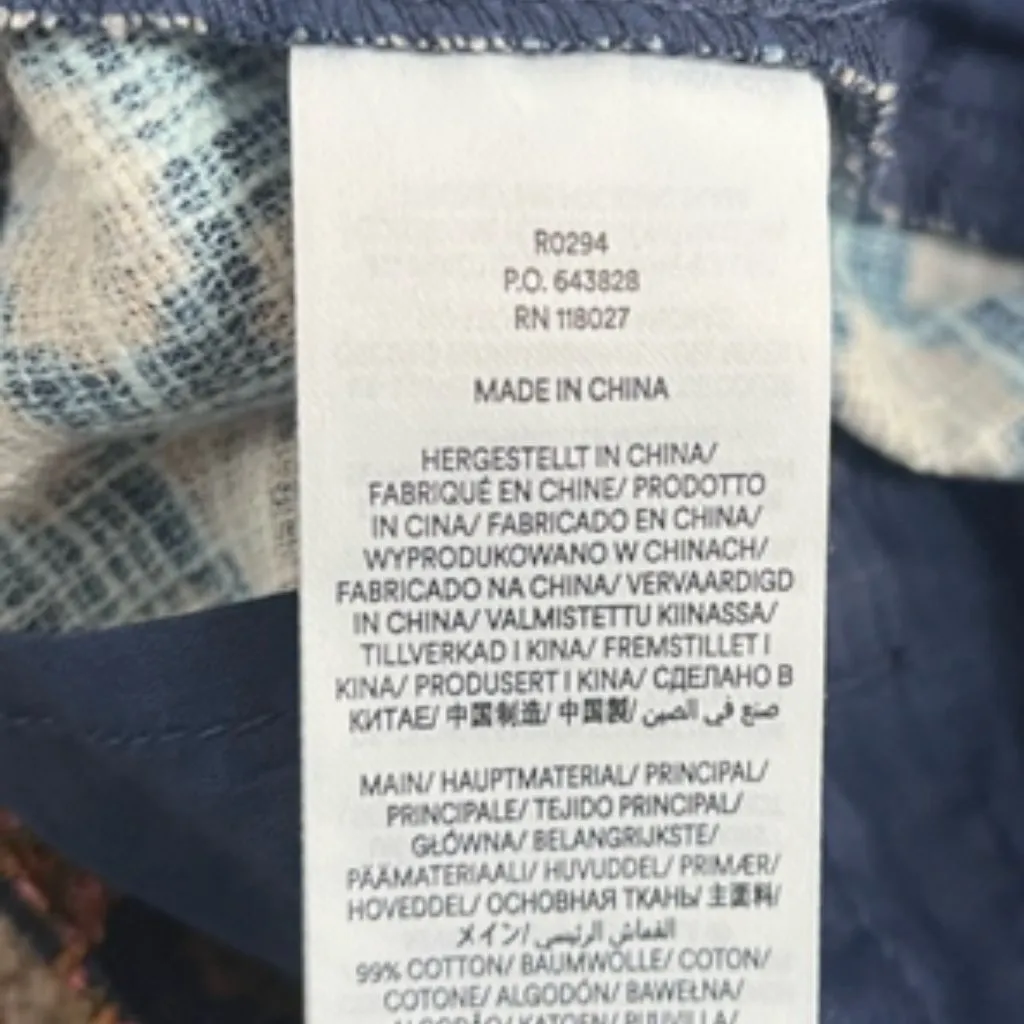 R0294
P.O. 643828
RN 118027
MADE IN CHINA
HERGESTELLT IN CHINA/
FABRIQUÉ EN CHINE/ PRODOTTO
IN CINA/ FABRICADO EN CHINA/
WYPRODUKOWANO W CHINACH/
FABRICADO NA CHINA/ VERVAARDIGD
IN CHINA/ VALMISTETTU KIINASSA/
TILLVERKAD I KINA/ FREMSTILLET I
KINA/ PRODUSERT I KINA/ СДЕЛАНО В
КИТАЕ/ 中国制造/ 中国製/ صنع في الصين
MAIN/ HAUPTMATERIAL/ PRINCIPAL/
PRINCIPALE/ TEJIDO PRINCIPAL/
GŁÓWNA/ BELANGRIJKSTE/
PÄÄMATERIAALI/ HUVUDDEL/ PRIMÆR/
HOVEDDEL/ ОСНОВНАЯ ТКАНЬ/ 主面料/
メイン/ القماش الرئيسي
99% COTTON/ BAUMWOLLE/ COTON/
COTONE/ ALGODÓN/ BAWEŁNA/
ALGODÃO/ KATOEN/ PUUVILLA/